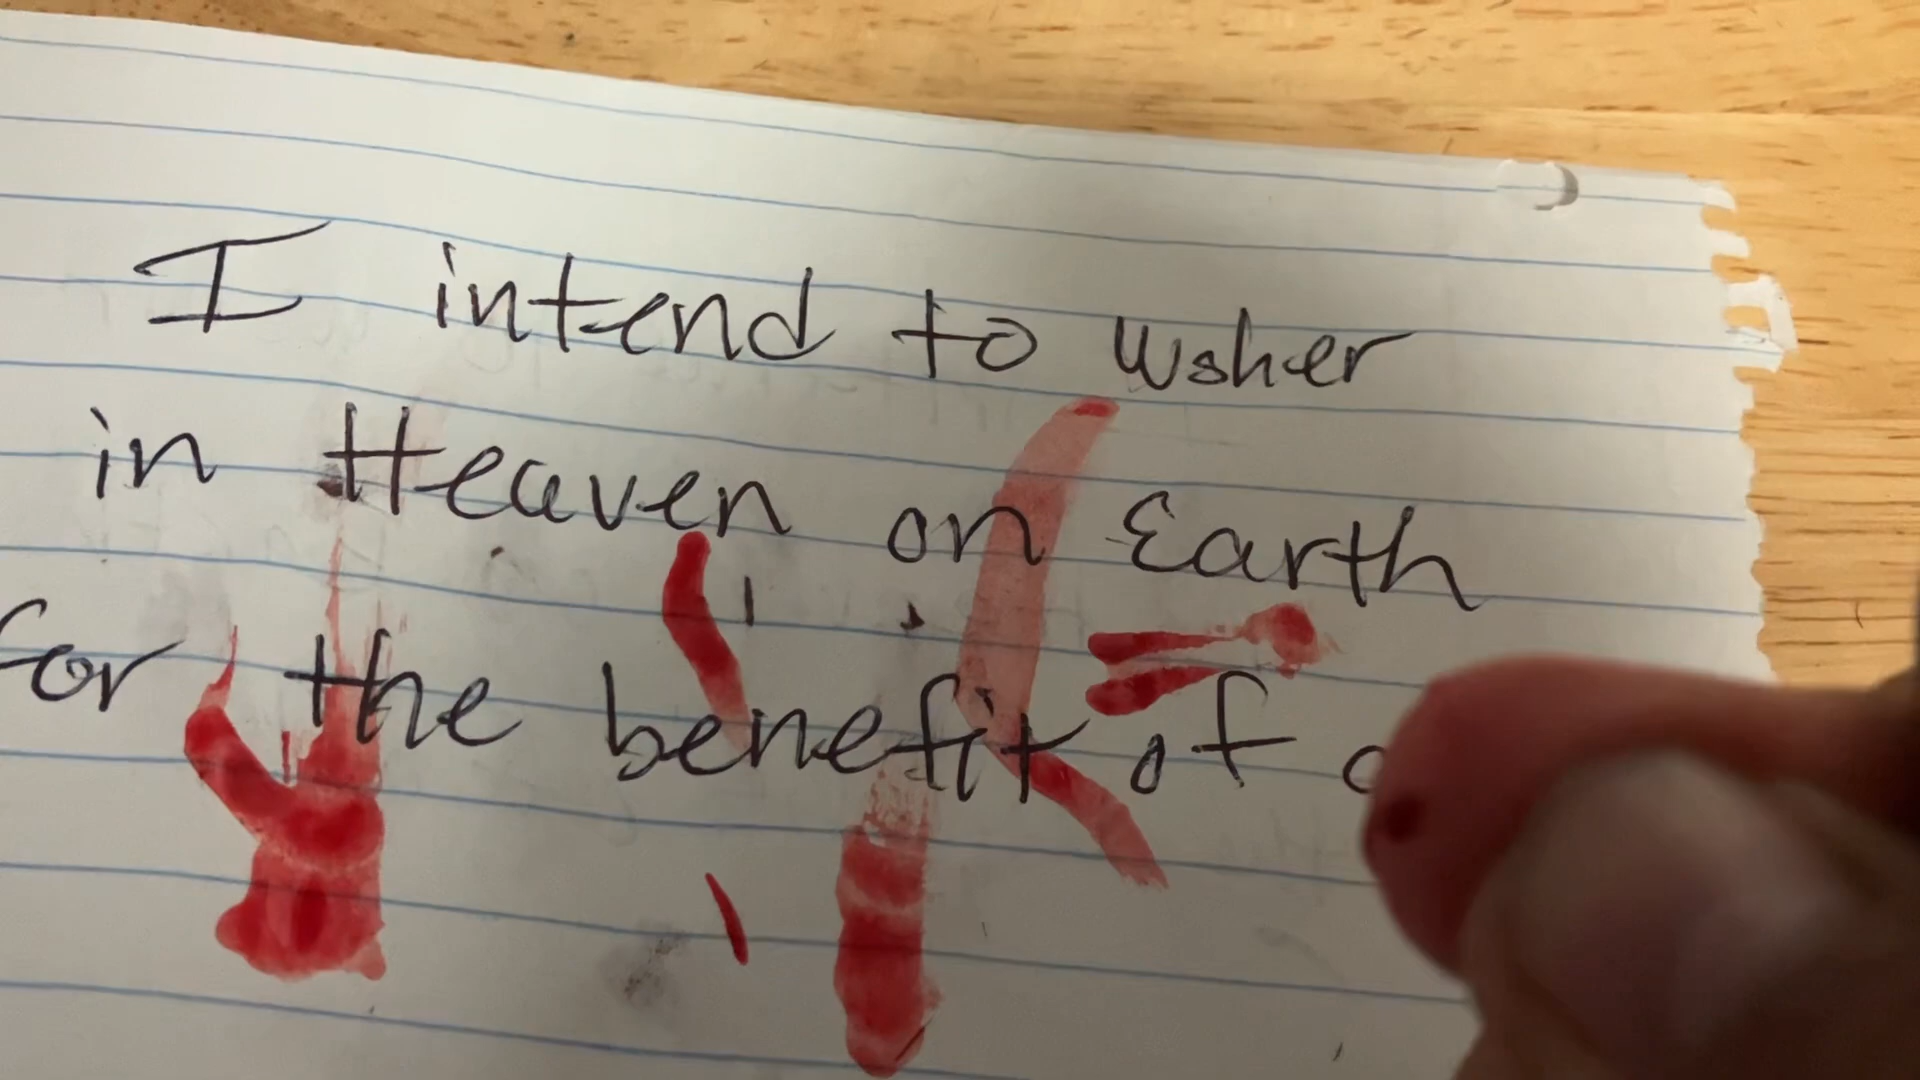 I intend to usher
in Heaven on Earth
for the benefit of